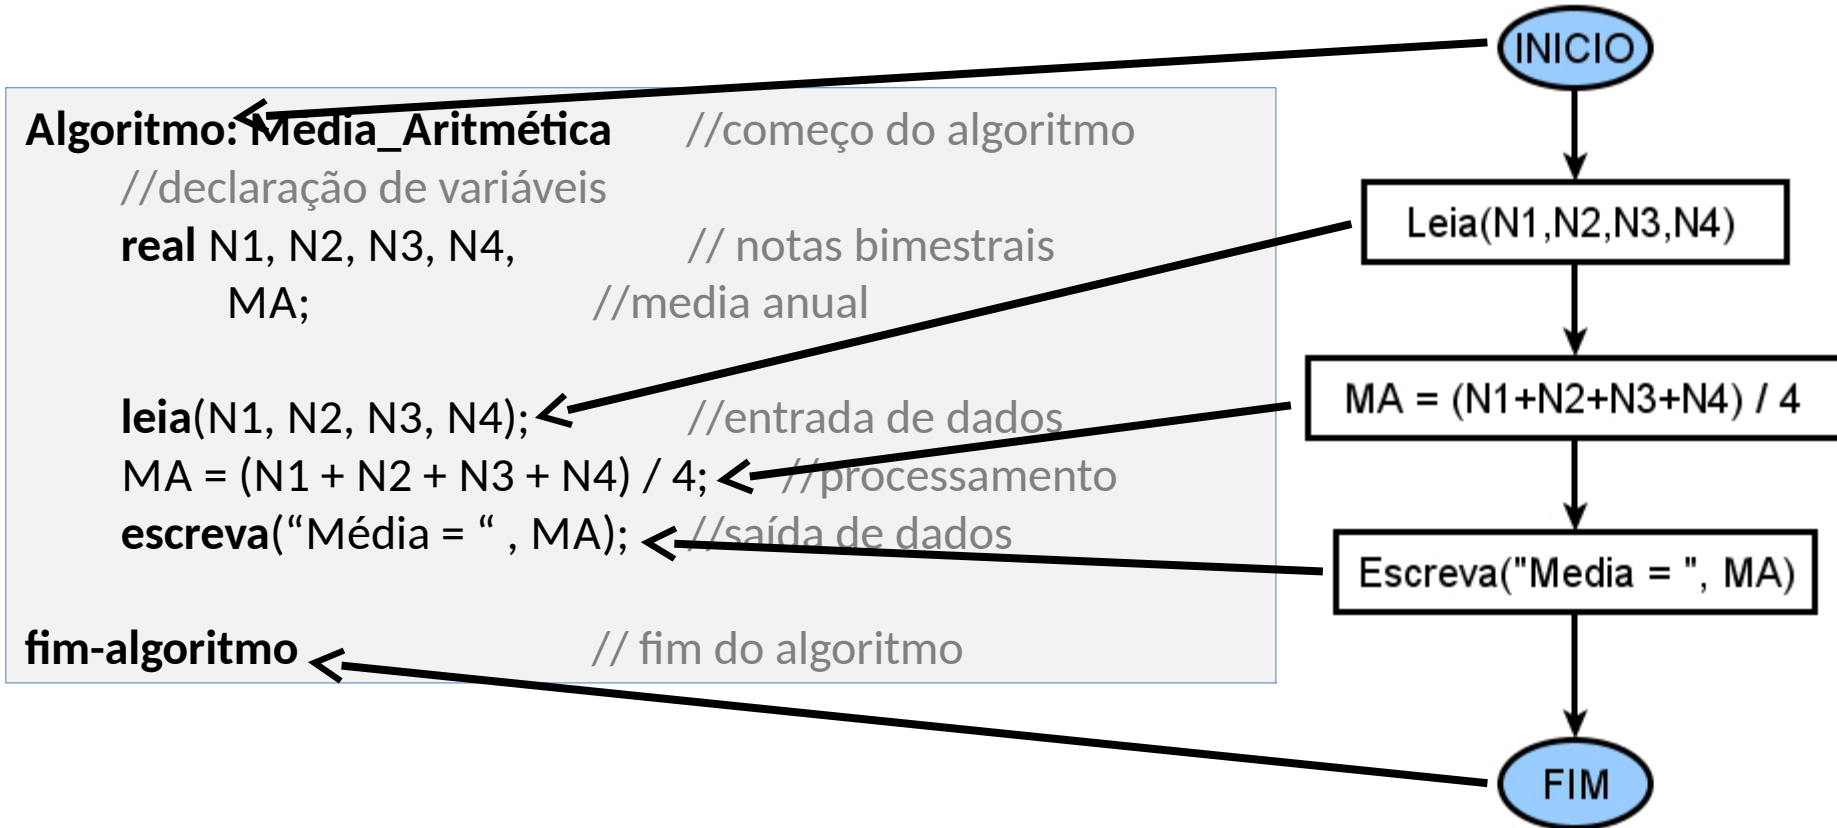 Algoritmo: Média_Aritmética //começo do algoritmo
//declaração de variáveis
real N1, N2, N3, N4, // notas bimestrais
MA; //media anual
leia(N1, N2, N3, N4); //entrada de dados
MA = (N1 + N2 + N3 + N4) / 4; //processamento
escreva(“Média = “ , MA); //saída de dados
fim-algoritmo // fim do algoritmo
INICIO
Leia(N1,N2,N3,N4)
MA = (N1+N2+N3+N4) / 4
Escreva("Media = ", MA)
FIM